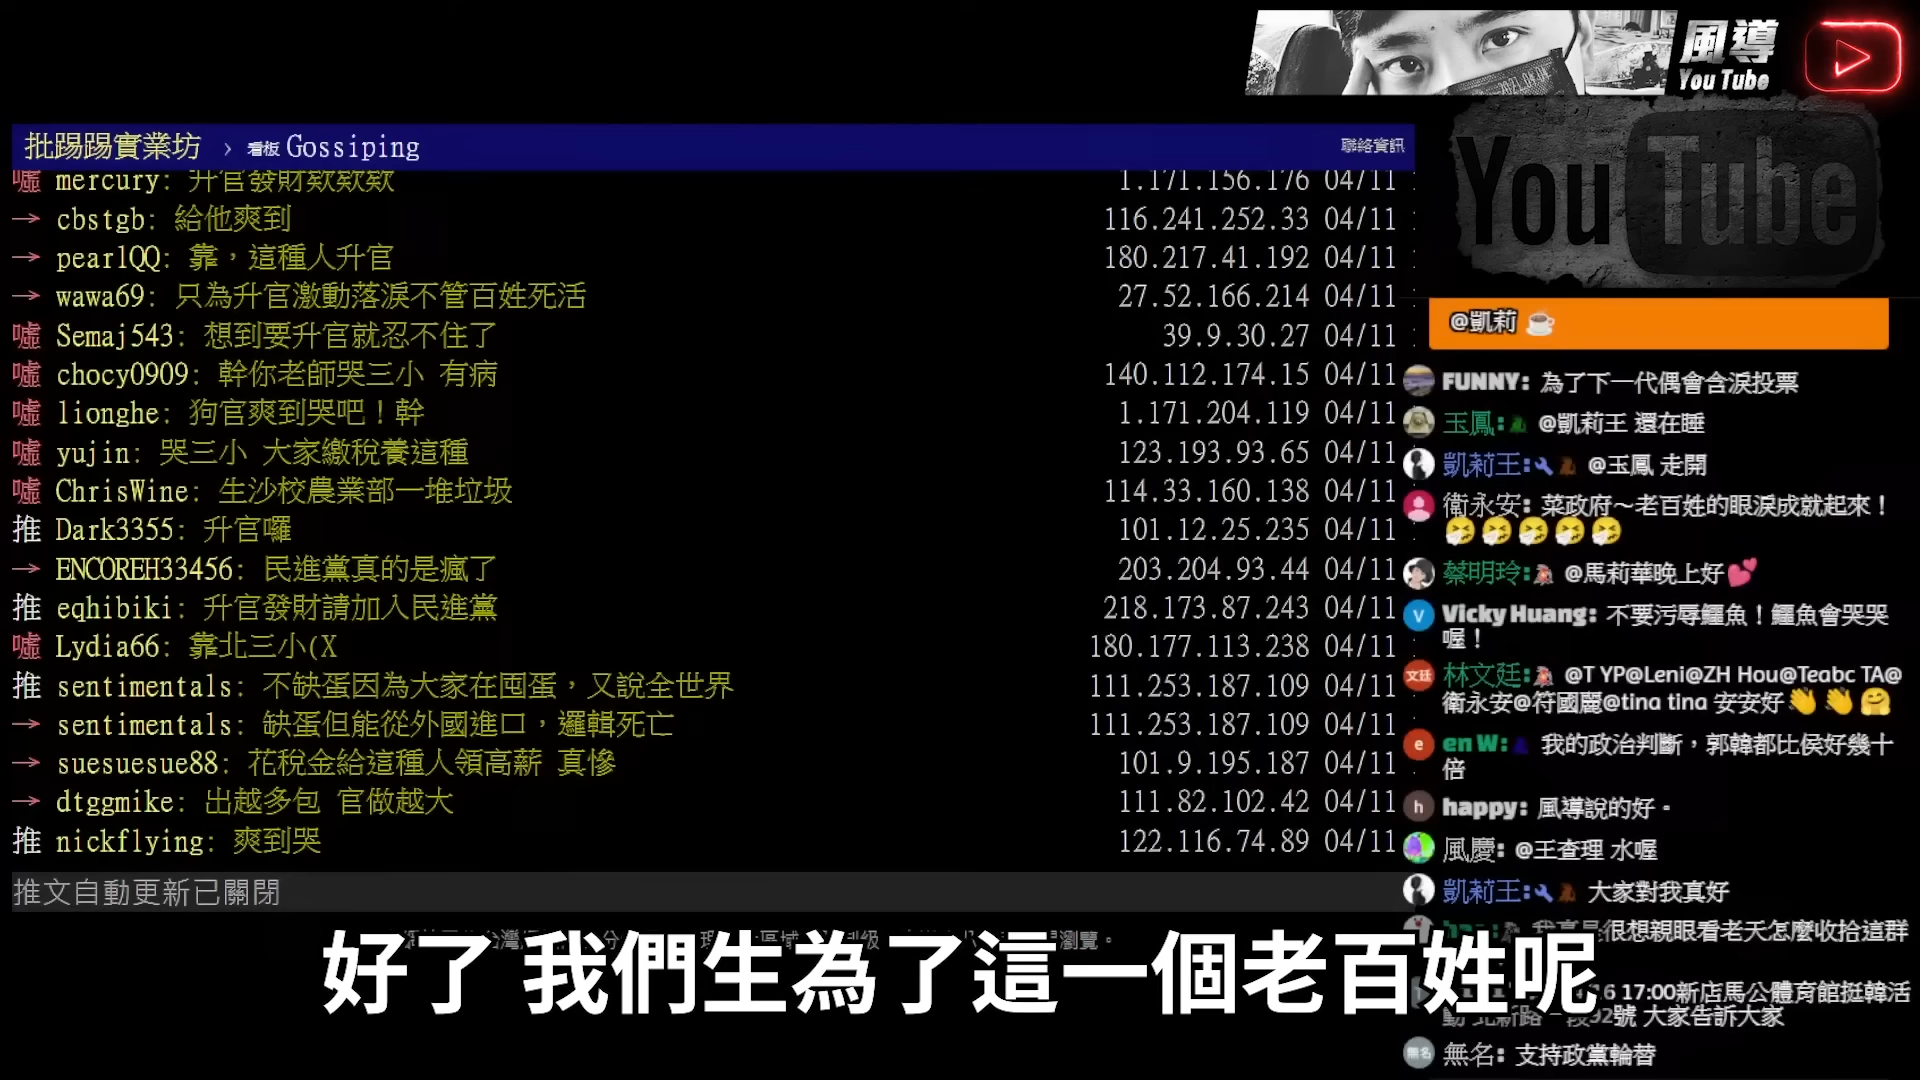 風導
You Tube
2021.04.04
YouTube
批踢踢實業坊 › 看板 Gossiping 聯絡資訊
噓 mercury: 升官發財欸欸欸 1.171.156.176 04/11
→ cbstgb: 給他爽到 116.241.252.33 04/11
→ pearlQQ: 靠，這種人升官 180.217.41.192 04/11
→ wawa69: 只為升官激動落淚不管百姓死活 27.52.166.214 04/11
噓 Semaj543: 想到要升官就忍不住了 39.9.30.27 04/11
噓 chocy0909: 幹你老師哭三小 有病 140.112.174.15 04/11
噓 lionghe: 狗官爽到哭吧！幹 1.171.204.119 04/11
噓 yujin: 哭三小 大家繳稅養這種 123.193.93.65 04/11
噓 ChrisWine: 生沙校農業部一堆垃圾 114.33.160.138 04/11
推 Dark3355: 升官囉 101.12.25.235 04/11
→ ENCOREH33456: 民進黨真的是瘋了 203.204.93.44 04/11
推 eqhibiki: 升官發財請加入民進黨 218.173.87.243 04/11
噓 Lydia66: 靠北三小(X 180.177.113.238 04/11
推 sentimentals: 不缺蛋因為大家在囤蛋，又說全世界 111.253.187.109 04/11
→ sentimentals: 缺蛋但能從外國進口，邏輯死亡 111.253.187.109 04/11
→ suesuesue88: 花稅金給這種人領高薪 真慘 101.9.195.187 04/11
→ dtggmike: 出越多包 官做越大 111.82.102.42 04/11
推 nickflying: 爽到哭 122.116.74.89 04/11
推文自動更新已關閉
@凱莉 ☕
FUNNY: 為了下一代偶會含淚投票
玉鳳: @凱莉王 還在睡
凱莉王: @玉鳳 走開
衛永安: 菜政府～老百姓的眼淚成就起來！
🤧🤧🤧🤧🤧
蔡明玲: @馬莉華晚上好💕
V Vicky Huang: 不要污辱鱷魚！鱷魚會哭哭
喔！
文廷 林文廷: @T YP@Leni@ZH Hou@Teabc TA@
衛永安@符國麗@tina tina 安安好👋👋🤗
e en W: 我的政治判斷，郭韓都比侯好幾十
倍
h happy: 風導說的好。
風慶: @王查理 水喔
凱莉王: 大家對我真好
很想親眼看老天怎麼收拾這群
17:00新店馬公體育館挺韓活
號 大家告訴大家
無名 無名: 支持政黨輪替
好了 我們生為了這一個老百姓呢